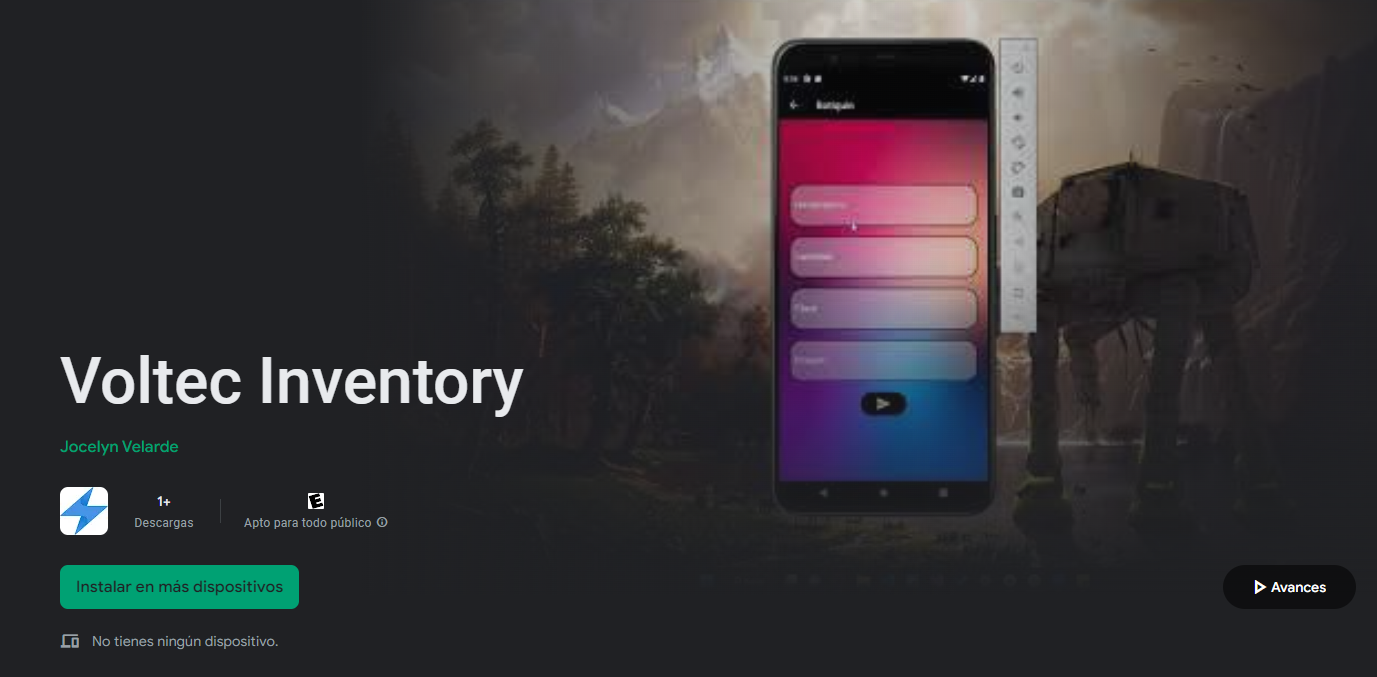 Botiquin
Voltec Inventory
Jocelyn Velarde
1+
E
Descargas
Apto para todo público
Instalar en más dispositivos
Avances
No tienes ningún dispositivo.